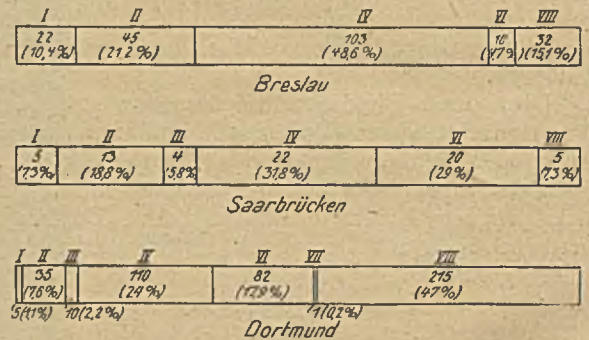 I II IV VI VIII
22 45 103 10 32
(10,4%) (21,2%) (48,6%) (4,7%) (15,1%)
Breslau
I II III IV VI VIII
5 13 4 22 20 5
(7,3%) (18,8%) (5,8%) (31,8%) (29%) (7,3%)
Saarbrücken
I II III IV VI VII VIII
35 110 82 215
(7,6%) (24%) (17,9%) (47%)
5(1,1%) 10(2,2%) 1(0,2%)
Dortmund